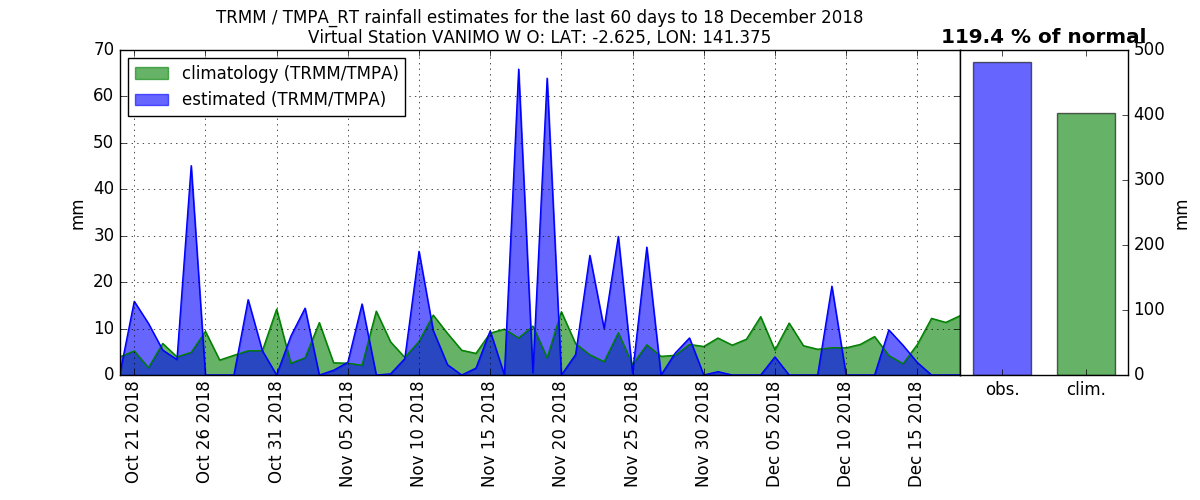 TRMM / TMPA_RT rainfall estimates for the last 60 days to 18 December 2018
Virtual Station VANIMO W O: LAT: -2.625, LON: 141.375
119.4 % of normal
climatology (TRMM/TMPA)
estimated (TRMM/TMPA)
70
60
50
40
30
20
10
0
mm
Oct 21 2018
Oct 26 2018
Oct 31 2018
Nov 05 2018
Nov 10 2018
Nov 15 2018
Nov 20 2018
Nov 25 2018
Nov 30 2018
Dec 05 2018
Dec 10 2018
Dec 15 2018
500
400
300
200
100
0
mm
obs.
clim.